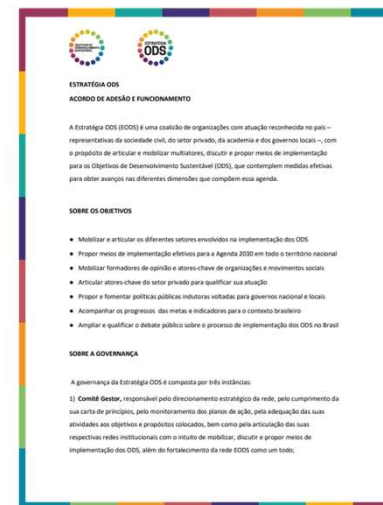 OBJETIVOS DE
DESENVOLVIMENTO
SUSTENTÁVEL
ESTRATÉGIA
ODS
ESTRATÉGIA ODS
ACORDO DE ADESÃO E FUNCIONAMENTO
A Estratégia ODS (EODS) é uma coalizão de organizações com atuação reconhecida no país –
representativas da sociedade civil, do setor privado, da academia e dos governos locais –, com
o propósito de articular e mobilizar multiatores, discutir e propor meios de implementação
para os Objetivos de Desenvolvimento Sustentável (ODS), que contemplem medidas efetivas
para obter avanços nas diferentes dimensões que compõem essa agenda.
SOBRE OS OBJETIVOS
● Mobilizar e articular os diferentes setores envolvidos na implementação dos ODS
● Propor meios de implementação efetivos para a Agenda 2030 em todo o território nacional
● Mobilizar formadores de opinião e atores-chave de organizações e movimentos sociais
● Articular atores-chave do setor privado para qualificar sua atuação
● Propor e fomentar políticas públicas indutoras voltadas para governos nacional e locais
● Acompanhar os progressos das metas e indicadores para o contexto brasileiro
● Ampliar e qualificar o debate público sobre o processo de implementação dos ODS no Brasil
SOBRE A GOVERNANÇA
A governança da Estratégia ODS é composta por três instâncias:
1) Comitê Gestor, responsável pelo direcionamento estratégico da rede, pelo cumprimento da
sua carta de princípios, pelo monitoramento dos planos de ação, pela adequação das suas
atividades aos objetivos e propósitos colocados, bem como pela articulação das suas
respectivas redes institucionais com o intuito de mobilizar, discutir e propor meios de
implementação dos ODS, além do fortalecimento da rede EODS como um todo;